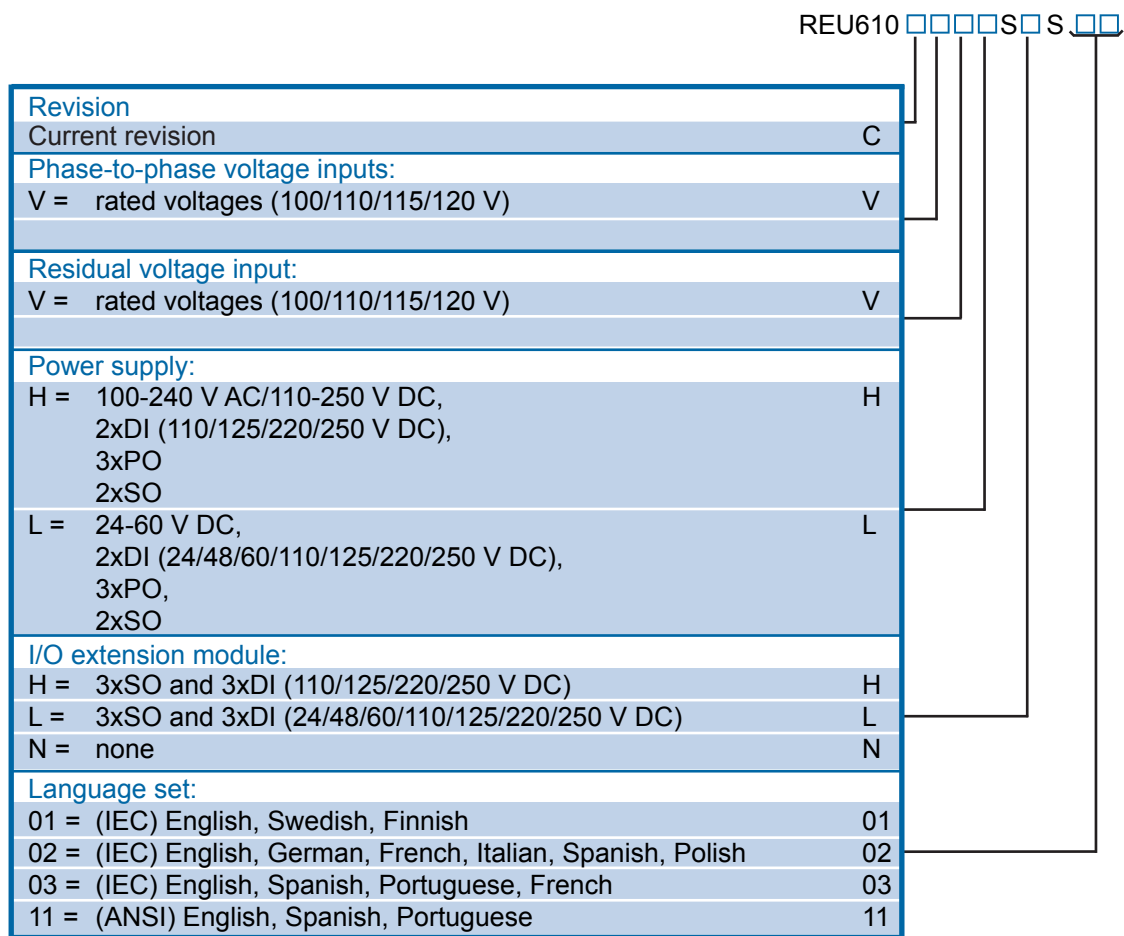 REU610 □□□□S□ S □□
Revision
Current revision C
Phase-to-phase voltage inputs:
V = rated voltages (100/110/115/120 V) V
Residual voltage input:
V = rated voltages (100/110/115/120 V) V
Power supply:
H = 100-240 V AC/110-250 V DC, H
2xDI (110/125/220/250 V DC),
3xPO
2xSO
L = 24-60 V DC, L
2xDI (24/48/60/110/125/220/250 V DC),
3xPO,
2xSO
I/O extension module:
H = 3xSO and 3xDI (110/125/220/250 V DC) H
L = 3xSO and 3xDI (24/48/60/110/125/220/250 V DC) L
N = none N
Language set:
01 = (IEC) English, Swedish, Finnish 01
02 = (IEC) English, German, French, Italian, Spanish, Polish 02
03 = (IEC) English, Spanish, Portuguese, French 03
11 = (ANSI) English, Spanish, Portuguese 11